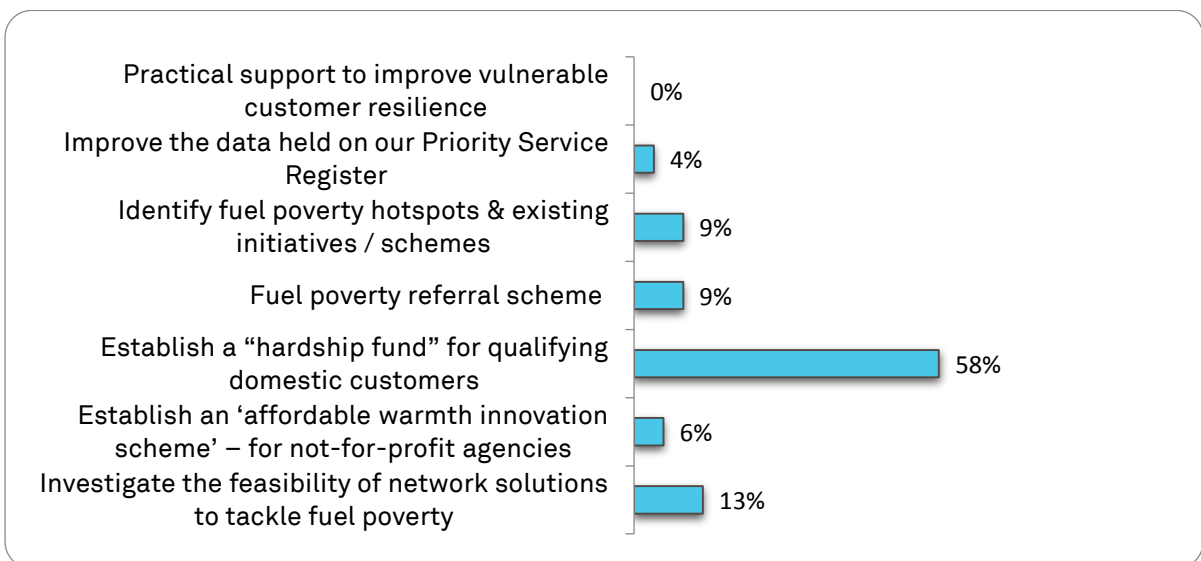 Practical support to improve vulnerable
customer resilience
0%
Improve the data held on our Priority Service
Register
4%
Identify fuel poverty hotspots & existing
initiatives / schemes
9%
Fuel poverty referral scheme
9%
Establish a “hardship fund” for qualifying
domestic customers
58%
Establish an ‘affordable warmth innovation
scheme’ – for not-for-profit agencies
6%
Investigate the feasibility of network solutions
to tackle fuel poverty
13%